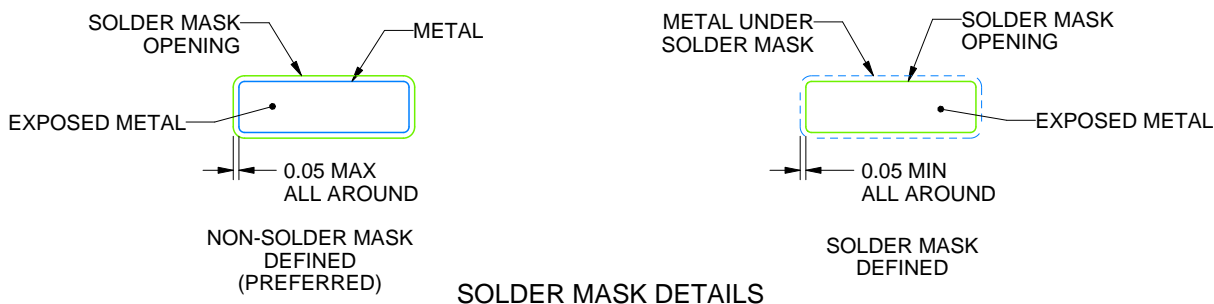 SOLDER MASK
OPENING
METAL
EXPOSED METAL
0.05 MAX
ALL AROUND
NON-SOLDER MASK
DEFINED
(PREFERRED)
METAL UNDER
SOLDER MASK
SOLDER MASK
OPENING
EXPOSED METAL
0.05 MIN
ALL AROUND
SOLDER MASK
DEFINED
SOLDER MASK DETAILS